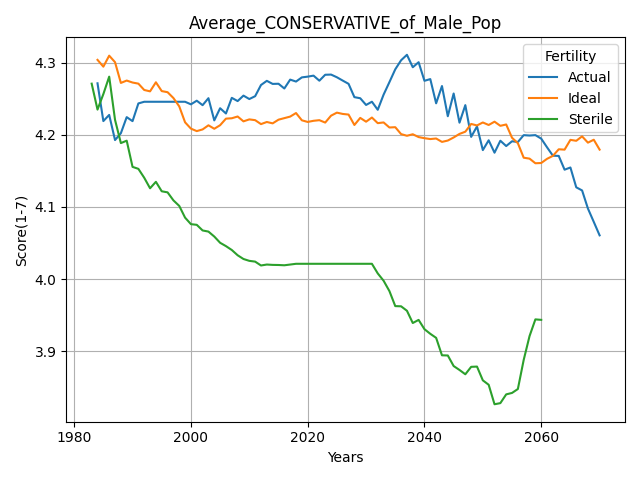 Average_CONSERVATIVE_of_Male_Pop
Fertility
Actual
Ideal
Sterile
Score(1-7)
4.3
4.2
4.1
4.0
3.9
1980
2000
2020
2040
2060
Years